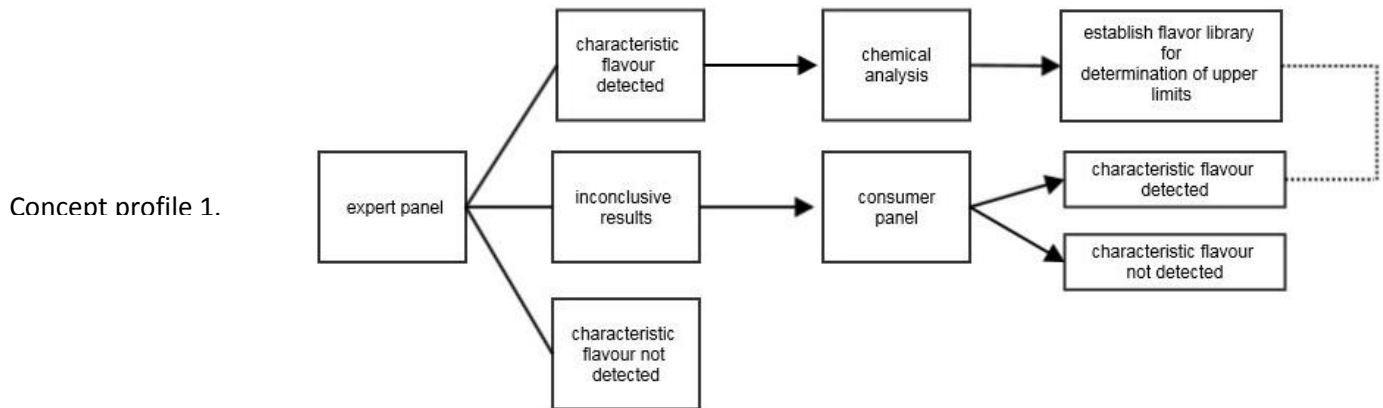 characteristic
flavour
detected
chemical
analysis
establish flavor library
for
determination of upper
limits
Concept profile 1.
expert panel
inconclusive
results
consumer
panel
characteristic flavour
detected
characteristic flavour
not detected
characteristic
flavour not
detected